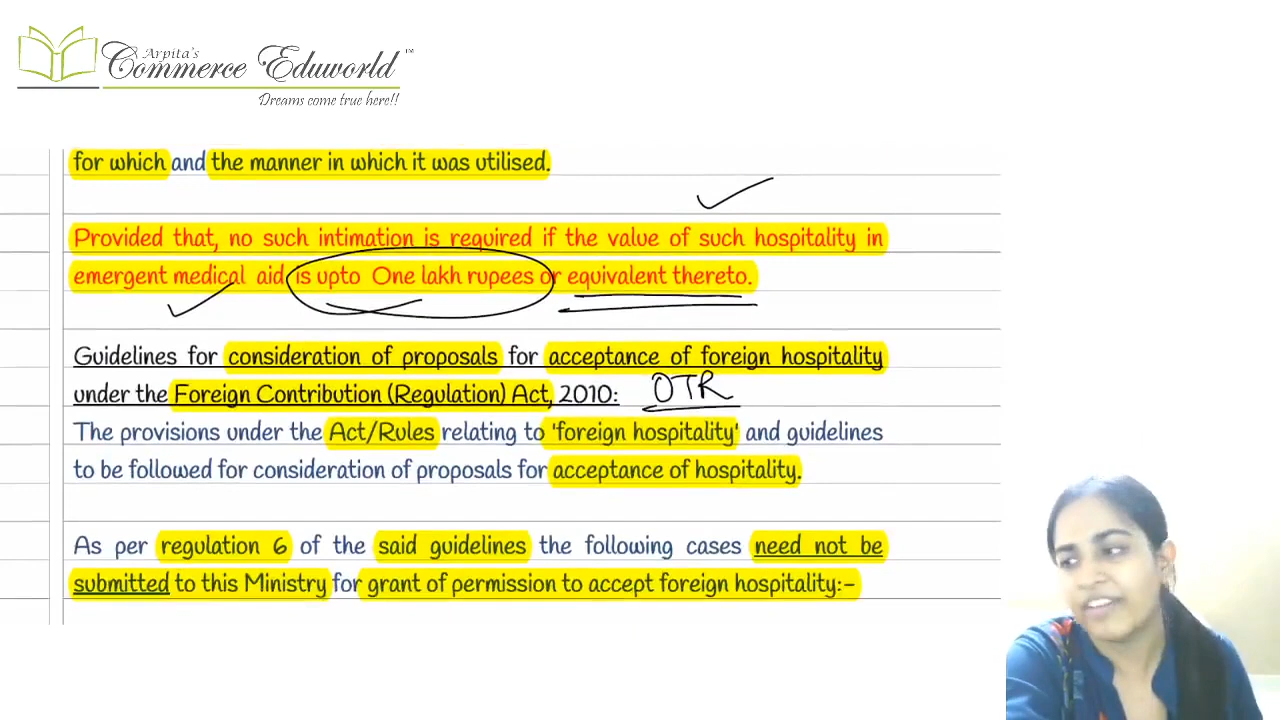 Arpita's
Commerce Eduworld™
Dreams come true here!!
for which and the manner in which it was utilised.
Provided that, no such intimation is required if the value of such hospitality in
emergent medical aid is upto One lakh rupees or equivalent thereto.
Guidelines for consideration of proposals for acceptance of foreign hospitality
under the Foreign Contribution (Regulation) Act, 2010: OTR
The provisions under the Act/Rules relating to 'foreign hospitality' and guidelines
to be followed for consideration of proposals for acceptance of hospitality.
As per regulation 6 of the said guidelines the following cases need not be
submitted to this Ministry for grant of permission to accept foreign hospitality:-